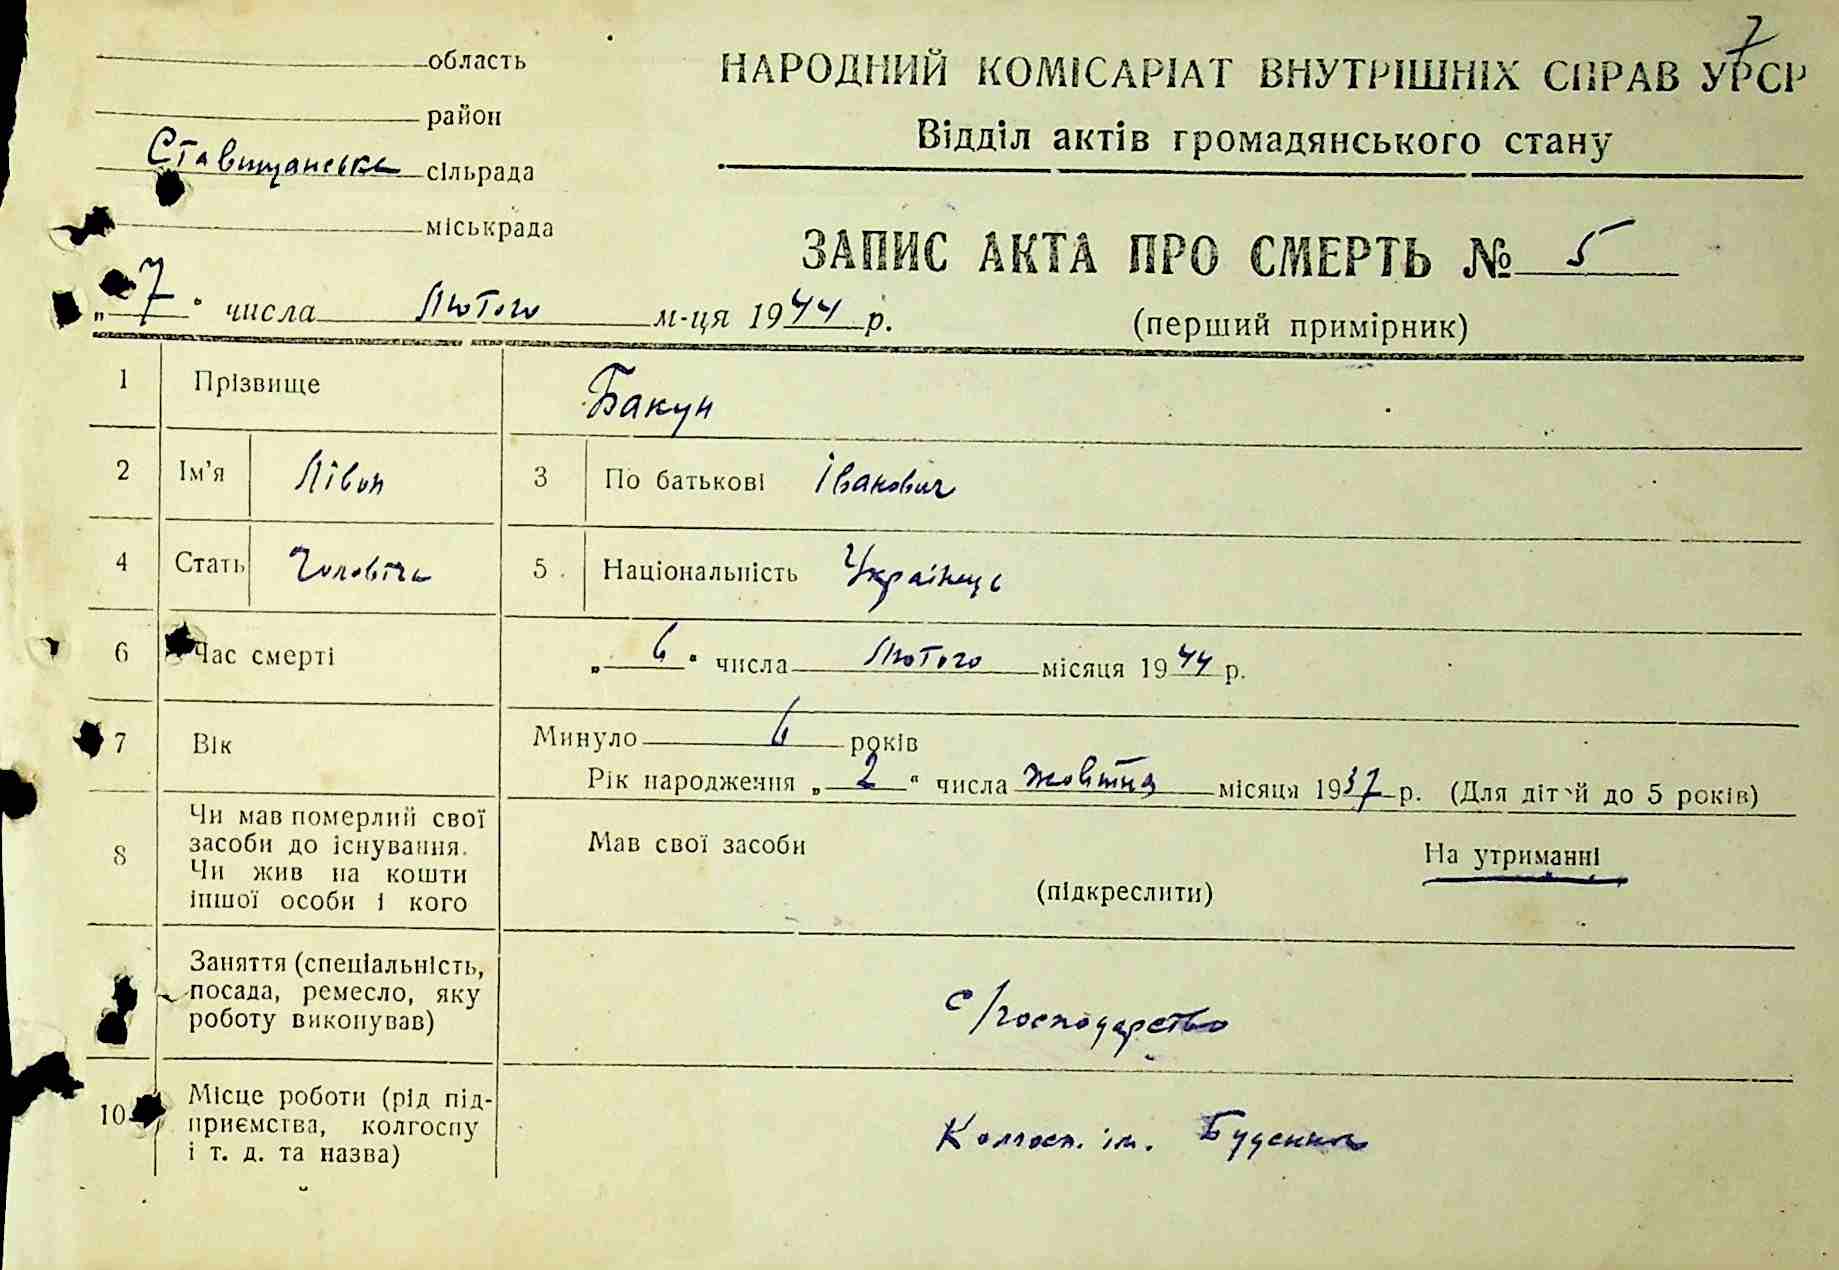 7
область
район
Ставищанська сільрада
міськрада
НАРОДНИЙ КОМІСАРІАТ ВНУТРІШНІХ СПРАВ УРСР
Відділ актів громадянського стану
ЗАПИС АКТА ПРО СМЕРТЬ № 5
(перший примірник)
„7“ числа Лютого м-ця 1944 р.
1 Прізвище Бакун
2 Ім'я 3 По батькові Іванович
4 Стать Чоловіча 5 Національність Українець
6 Час смерті „6“ числа Лютого місяця 1944 р.
7 Вік Минуло 6 років
Рік народження „2“ числа жовтня місяця 1937 р. (Для дітей до 5 років)
8 Чи мав померлий свої
засоби до існування.
Чи жив на кошти
іншої особи і кого
Мав свої засоби На утриманні
(підкреслити)
Заняття (спеціальність,
посада, ремесло, яку
роботу виконував)
с/господарство
10 Місце роботи (рід під-
приємства, колгоспу
і т. д. та назва)
Колгосп. ім. Буденного